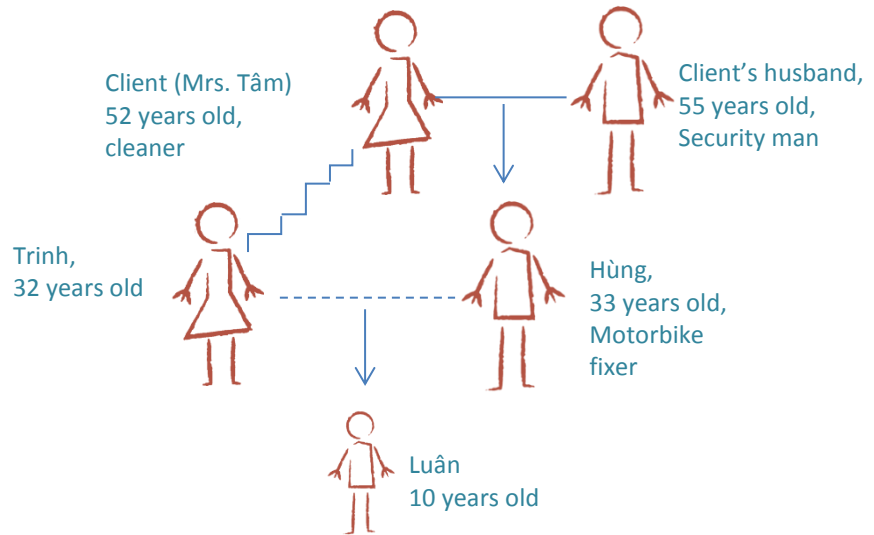 Client (Mrs. Tâm)
52 years old,
cleaner
Client’s husband,
55 years old,
Security man
Trinh,
32 years old
Hùng,
33 years old,
Motorbike
fixer
Luân
10 years old